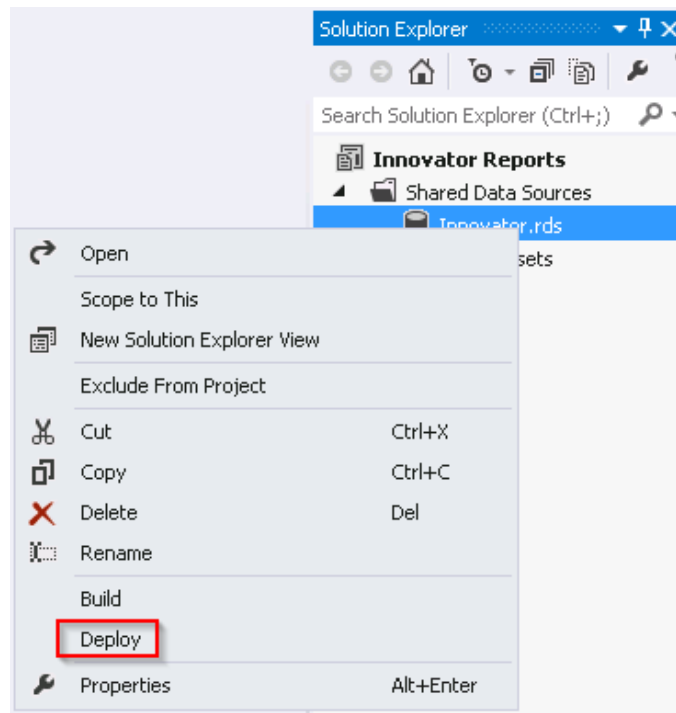 Solution Explorer
Search Solution Explorer (Ctrl+;)
Innovator Reports
Shared Data Sources
Innovator.rds
sets
Open
Scope to This
New Solution Explorer View
Exclude From Project
Cut Ctrl+X
Copy Ctrl+C
Delete Del
Rename
Build
Deploy
Properties Alt+Enter